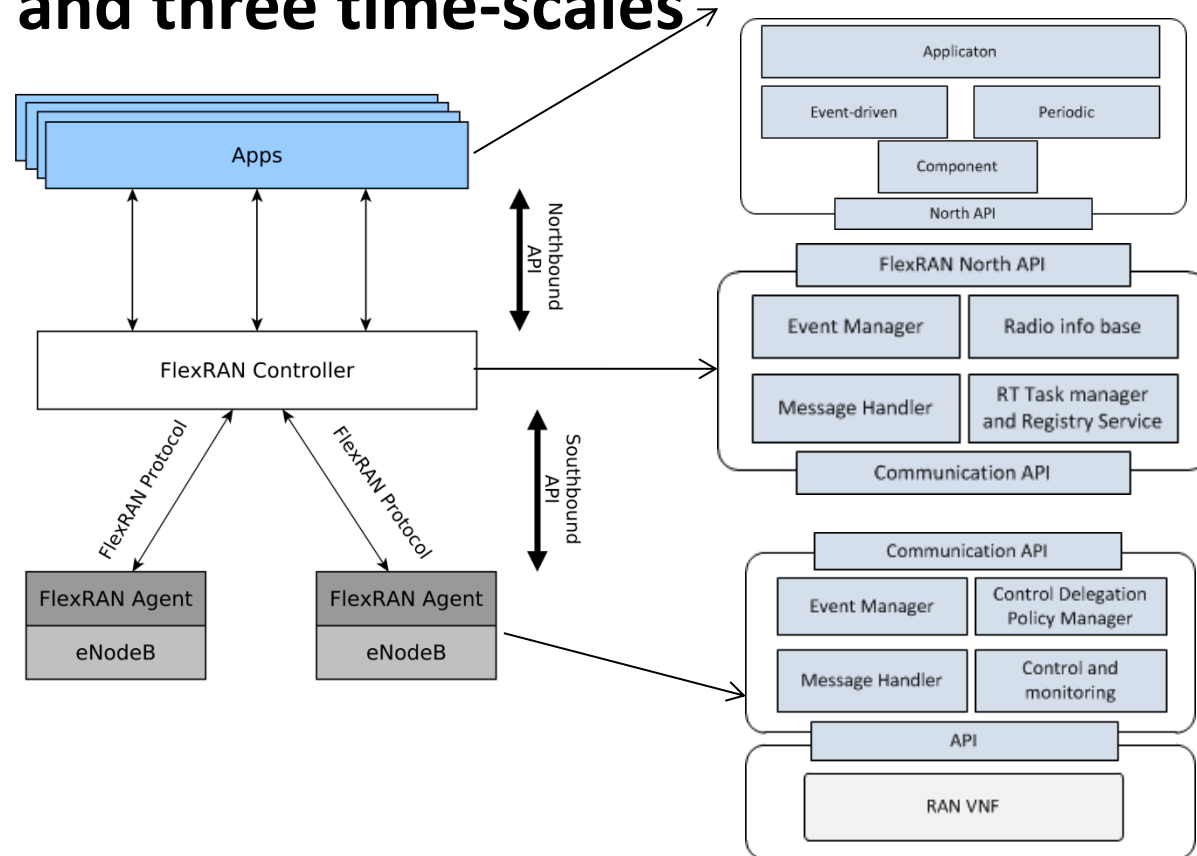 and three time-scales
Apps
Northbound
API
FlexRAN Controller
FlexRAN Protocol
FlexRAN Protocol
Southbound
API
FlexRAN Agent
eNodeB
FlexRAN Agent
eNodeB
Applicaton
Event-driven
Periodic
Component
North API
FlexRAN North API
Event Manager
Radio info base
Message Handler
RT Task manager
and Registry Service
Communication API
Communication API
Event Manager
Control Delegation
Policy Manager
Message Handler
Control and
monitoring
API
RAN VNF